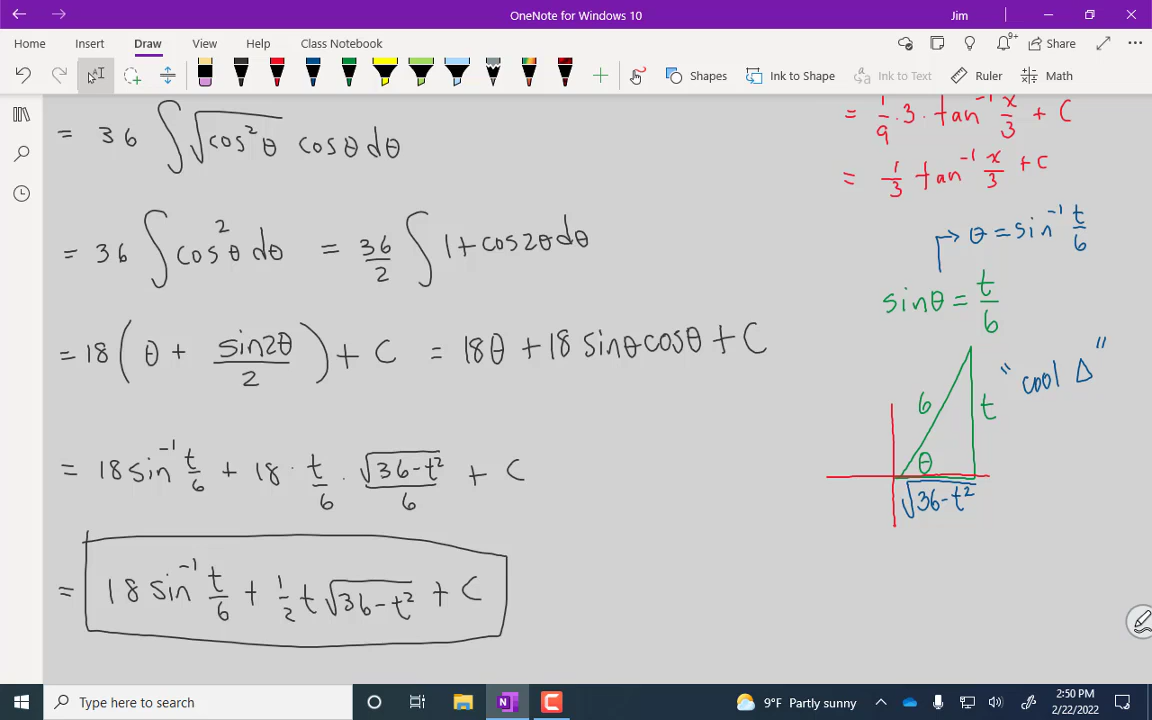 OneNote for Windows 10
Jim
Home Insert Draw View Help Class Notebook
9+ Share
Shapes Ink to Shape Ink to Text Ruler Math
= 36 ∫ √cos²θ cosθ dθ
= 36 ∫ cos²θ dθ = 36/2 ∫ 1 + cos2θ dθ
= 18 ( θ + sin2θ/2 ) + C = 18θ + 18 sinθ cosθ + C
= 18 sin⁻¹ t/6 + 18 · t/6 · √(36-t²)/6 + C
= 18 sin⁻¹ t/6 + 1/2 t √(36-t²) + C
= 1/9 · 3 · tan⁻¹ x/3 + C
= 1/3 tan⁻¹ x/3 + C
→ θ = sin⁻¹ t/6
sinθ = t/6
"cool Δ"
6
t
θ
√(36-t²)
Type here to search
9°F Partly sunny
2:50 PM
2/22/2022